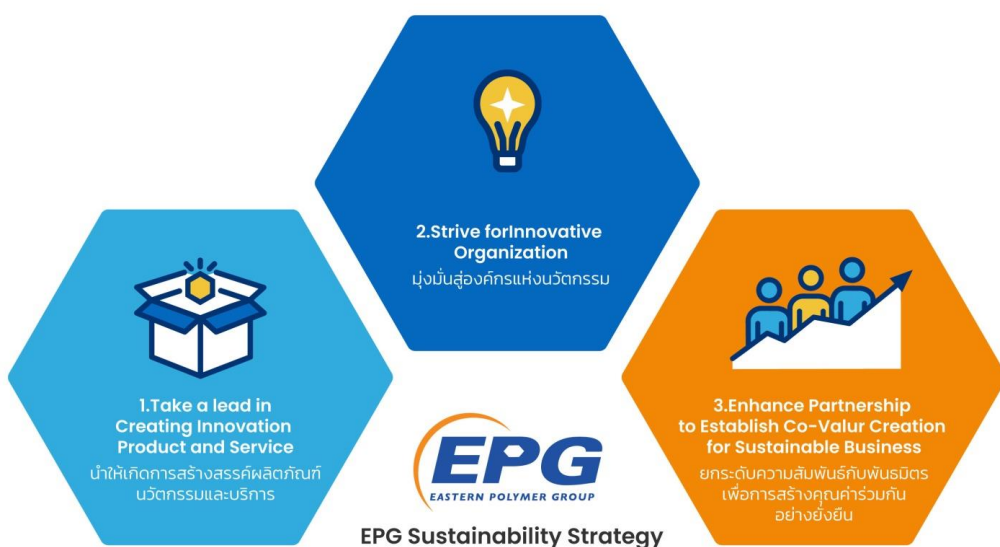 1.Take a lead in
Creating Innovation
Product and Service
นำให้เกิดการสร้างสรรค์ผลิตภัณฑ์
นวัตกรรมและบริการ
2.Strive forInnovative
Organization
มุ่งมั่นสู่องค์กรแห่งนวัตกรรม
3.Enhance Partnership
to Establish Co-Valur Creation
for Sustainable Business
ยกระดับความสัมพันธ์กับพันธมิตร
เพื่อการสร้างคุณค่าร่วมกัน
อย่างยั่งยืน
EPG
EASTERN POLYMER GROUP
EPG Sustainability Strategy